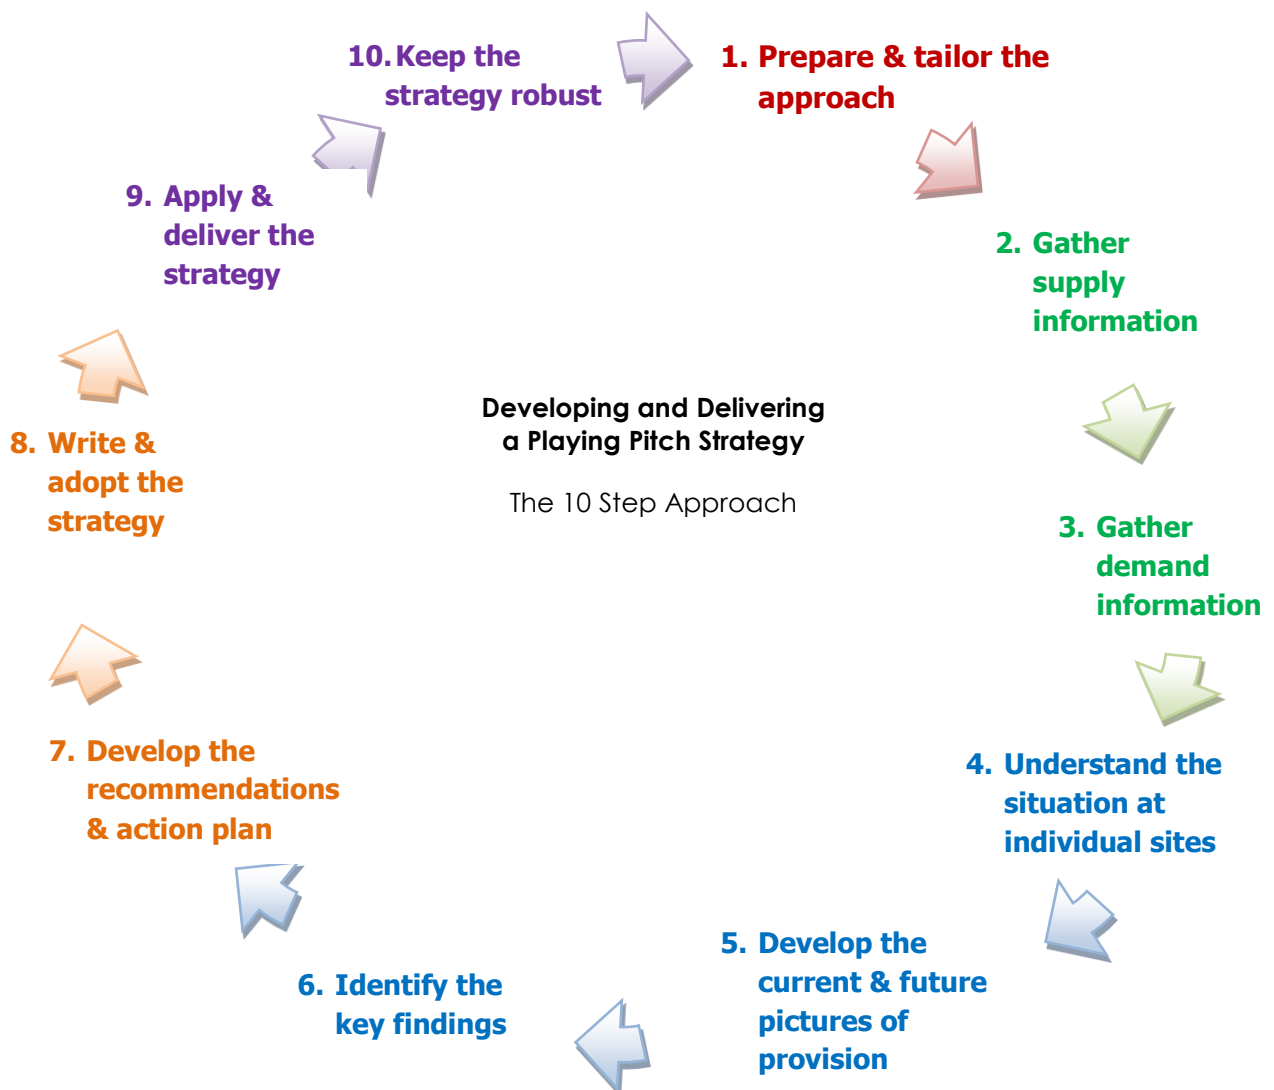 Developing and Delivering
a Playing Pitch Strategy
The 10 Step Approach
1. Prepare & tailor the
approach
2. Gather
supply
information
3. Gather
demand
information
4. Understand the
situation at
individual sites
5. Develop the
current & future
pictures of
provision
6. Identify the
key findings
7. Develop the
recommendations
& action plan
8. Write &
adopt the
strategy
9. Apply &
deliver the
strategy
10. Keep the
strategy robust